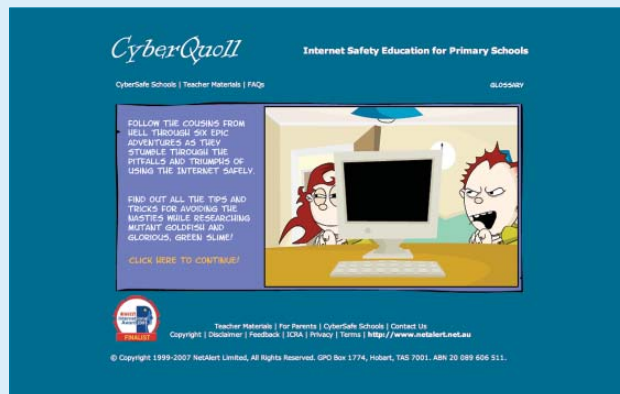 CyberQuoll
Internet Safety Education for Primary Schools
CyberSafe Schools | Teacher Materials | FAQs
GLOSSARY
FOLLOW THE COUSINS FROM
HELL THROUGH SIX EPIC
ADVENTURES AS THEY
STUMBLE THROUGH THE
PITFALLS AND TRIUMPHS OF
USING THE INTERNET SAFELY.
FIND OUT ALL THE TIPS AND
TRICKS FOR AVOIDING THE
NASTIES WHILE RESEARCHING
MUTANT GOLDFISH AND
GLORIOUS, GREEN SLIME!
CLICK HERE TO CONTINUE!
FINALIST
Teacher Materials | For Parents | CyberSafe Schools | Contact Us
Copyright | Disclaimer | Feedback | ICRA | Privacy | Terms | http://www.netalert.net.au
© Copyright 1999-2007 NetAlert Limited, All Rights Reserved. GPO Box 1774, Hobart, TAS 7001. ABN 20 089 606 511.